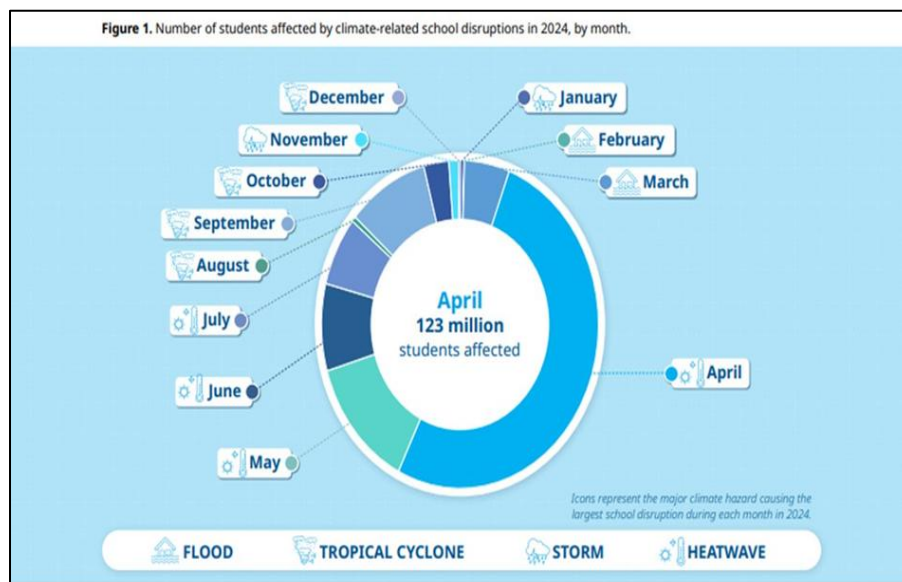 Figure 1. Number of students affected by climate-related school disruptions in 2024, by month.
December
January
November
February
October
March
September
August
April
123 million
students affected
July
April
June
May
Icons represent the major climate hazard causing the
largest school disruption during each month in 2024.
FLOOD
TROPICAL CYCLONE
STORM
HEATWAVE